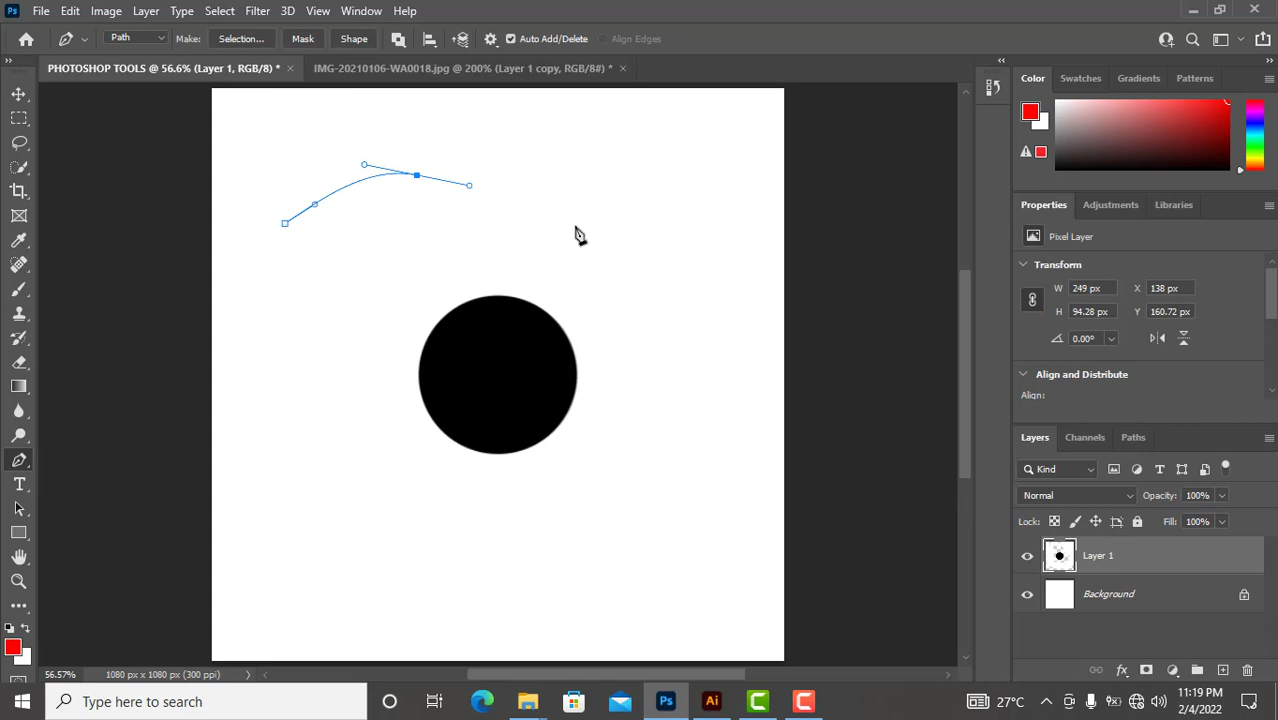 Ps File Edit Image Layer Type Select Filter 3D View Window Help
Path Make: Selection... Mask Shape Auto Add/Delete Align Edges
PHOTOSHOP TOOLS @ 56.6% (Layer 1, RGB/8) * × IMG-20210106-WA0018.jpg @ 200% (Layer 1 copy, RGB/8#) * ×
Color Swatches Gradients Patterns
Properties Adjustments Libraries
Pixel Layer
Transform
W 249 px X 138 px
H 94.28 px Y 160.72 px
0.00°
Align and Distribute
Align:
Layers Channels Paths
Kind
Normal Opacity: 100%
Lock: Fill: 100%
Layer 1
Background
56.57% 1080 px x 1080 px (300 ppi)
Type here to search Ps Ai 27°C 11:19 PM
2/4/2022